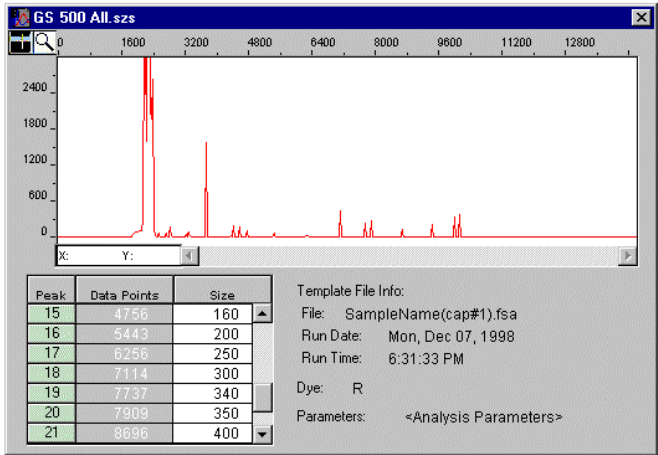 GS 500 All.szs
0 1600 3200 4800 6400 8000 9600 11200 12800
2400
1800
1200
600
0
X: Y:
Peak Data Points Size
15 4756 160
16 5443 200
17 6256 250
18 7114 300
19 7737 340
20 7909 350
21 8696 400
Template File Info:
File: SampleName(cap#1).fsa
Run Date: Mon, Dec 07, 1998
Run Time: 6:31:33 PM
Dye: R
Parameters: <Analysis Parameters>